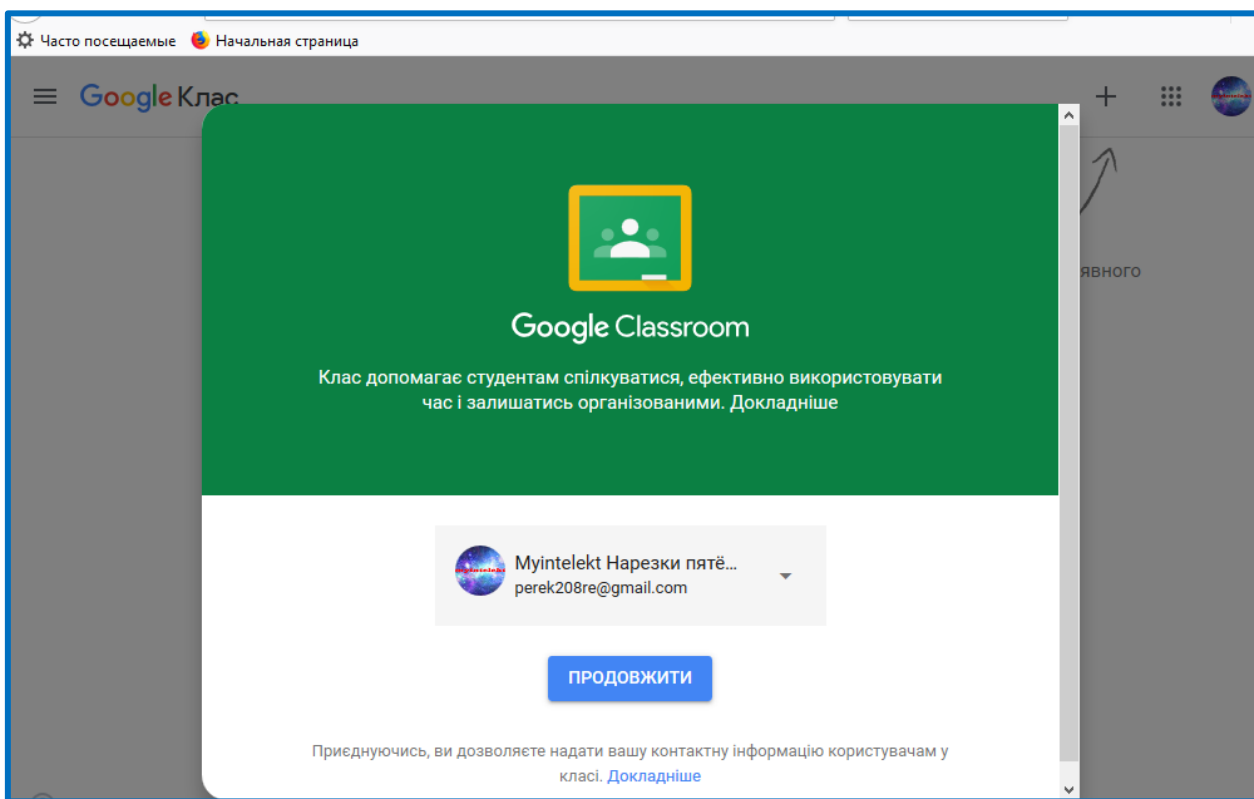 Часто посещаемые Начальная страница
Google Клас
явного
Google Classroom
Клас допомагає студентам спілкуватися, ефективно використовувати
час і залишатись організованими. Докладніше
Myintelekt Нарезки пятё...
perek208re@gmail.com
ПРОДОВЖИТИ
Приєднуючись, ви дозволяєте надати вашу контактну інформацію користувачам у
класі. Докладніше